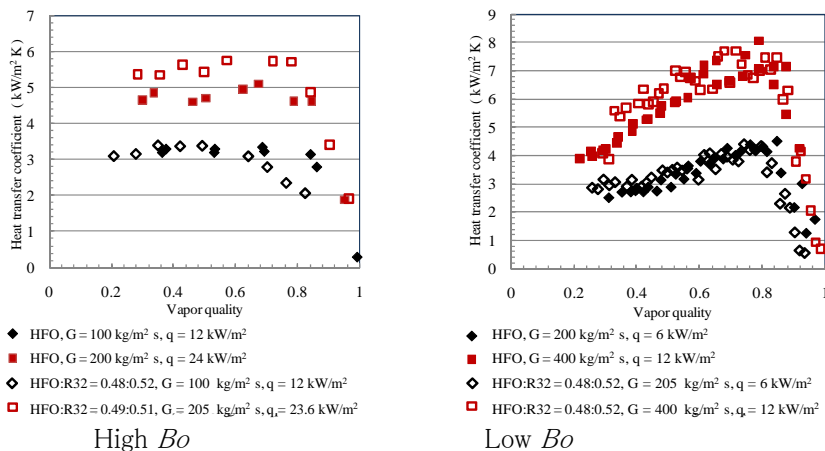 Heat transfer coefficient ( kW/m² K )
7
6
5
4
3
2
1
0
0 0.2 0.4 0.6 0.8 1
Vapor quality
HFO, G = 100 kg/m² s, q = 12 kW/m²
HFO, G = 200 kg/m² s, q = 24 kW/m²
HFO:R32 = 0.48:0.52, G = 100 kg/m² s, q = 12 kW/m²
HFO:R32 = 0.49:0.51, G = 205 kg/m² s, q = 23.6 kW/m²
High Bo
Heat transfer coefficient ( kW/m² K )
9
8
7
6
5
4
3
2
1
0
0 0.2 0.4 0.6 0.8 1
Vapor quality
HFO, G = 200 kg/m² s, q = 6 kW/m²
HFO, G = 400 kg/m² s, q = 12 kW/m²
HFO:R32 = 0.48:0.52, G = 205 kg/m² s, q = 6 kW/m²
HFO:R32 = 0.48:0.52, G = 400 kg/m² s, q = 12 kW/m²
Low Bo